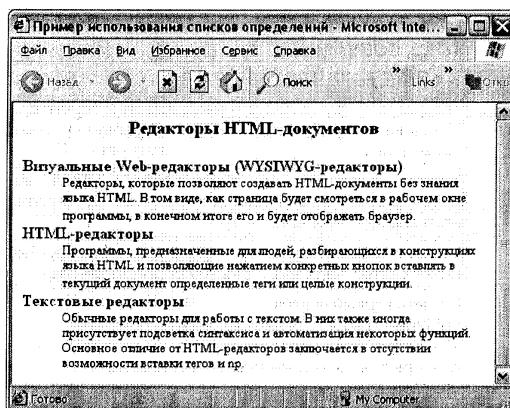 Пример использования списков определений - Microsoft Inte...
Файл Правка Вид Избранное Сервис Справка
Назад Поиск » Links »
Редакторы HTML-документов
Визуальные Web-редакторы (WYSIWYG-редакторы)
Редакторы, которые позволяют создавать HTML-документы без знания
языка HTML. В том виде, как страница будет смотреться в рабочем окне
программы, в конечном итоге его и будет отображать браузер.
HTML-редакторы
Программы, предназначенные для людей, разбирающихся в конструкциях
языка HTML и позволяющие нажатием конкретных кнопок вставлять в
текущий документ определенные теги или целые конструкции.
Текстовые редакторы
Обычные редакторы для работы с текстом. В них также иногда
присутствует подсветка синтаксиса и автоматизация некоторых функций.
Основное отличие от HTML-редакторов заключается в отсутствии
возможности вставки тегов и пр.
Готово My Computer